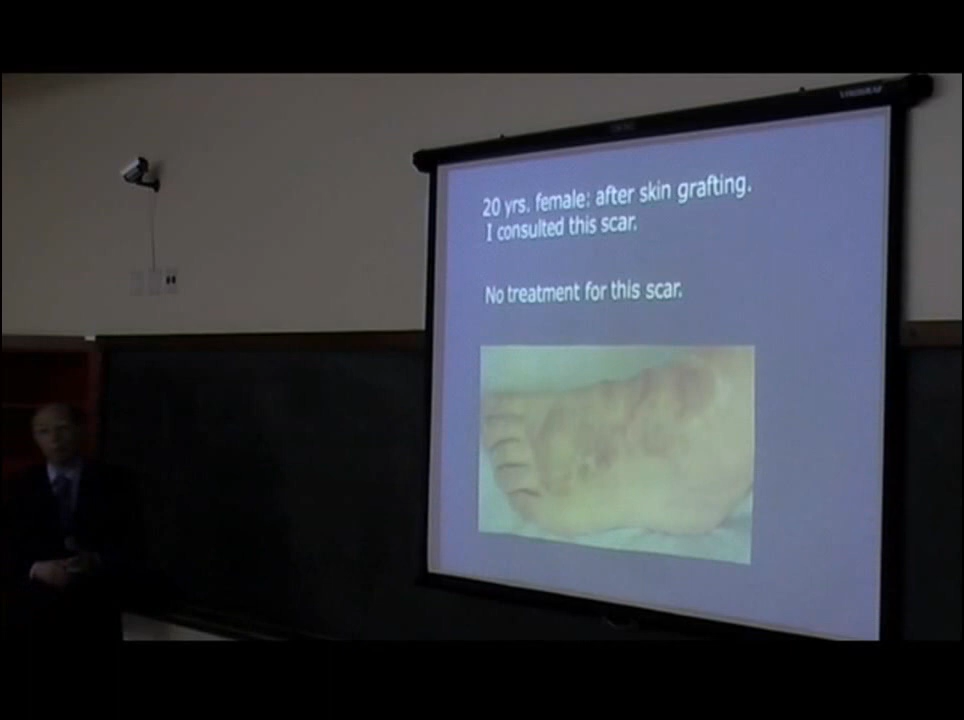 20 yrs. female: after skin grafting.
I consulted this scar.
No treatment for this scar.